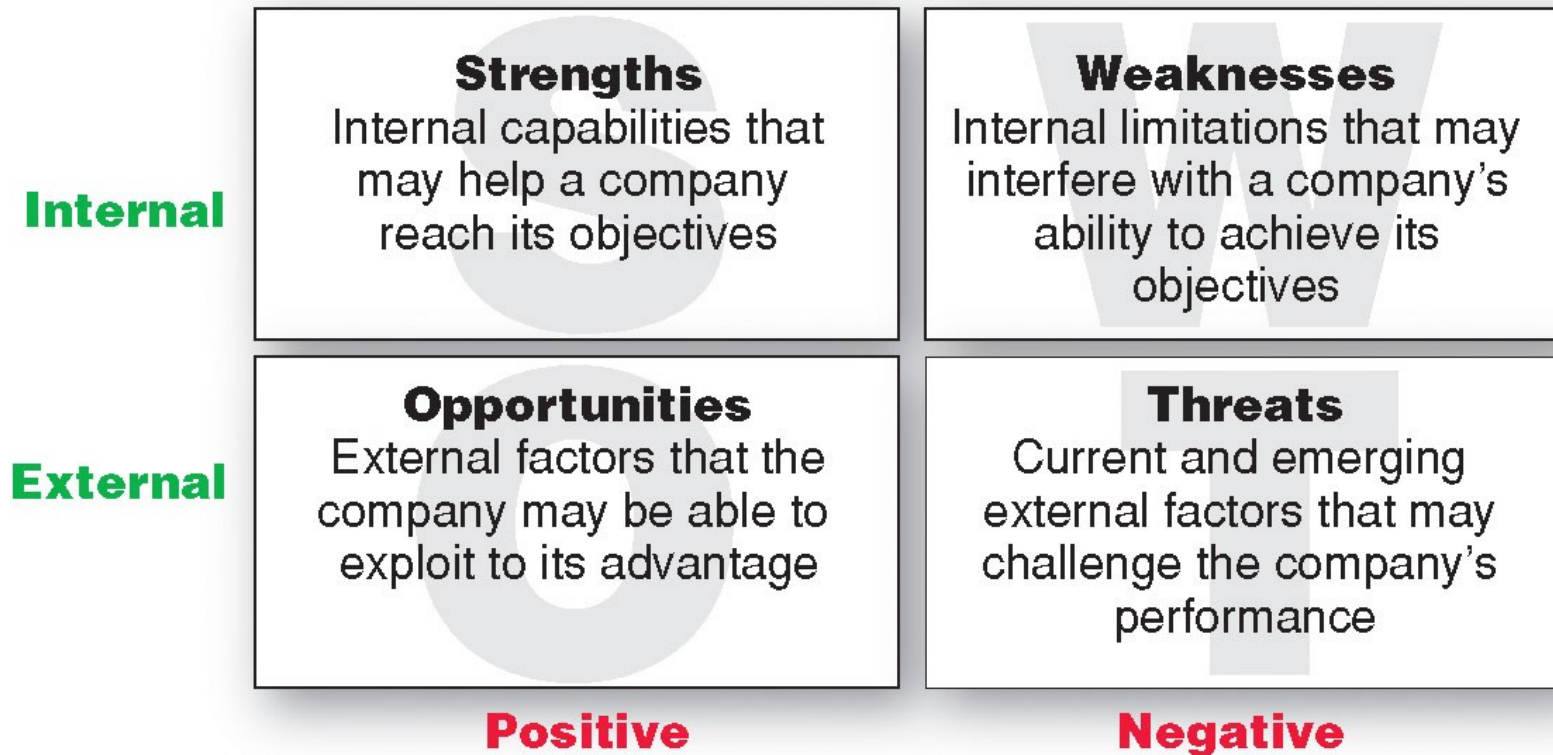 Strengths
Internal capabilities that
may help a company
reach its objectives
Weaknesses
Internal limitations that may
interfere with a company’s
ability to achieve its
objectives
Internal
Opportunities
External factors that the
company may be able to
exploit to its advantage
Threats
Current and emerging
external factors that may
challenge the company’s
performance
External
Positive
Negative
S
W
O
T